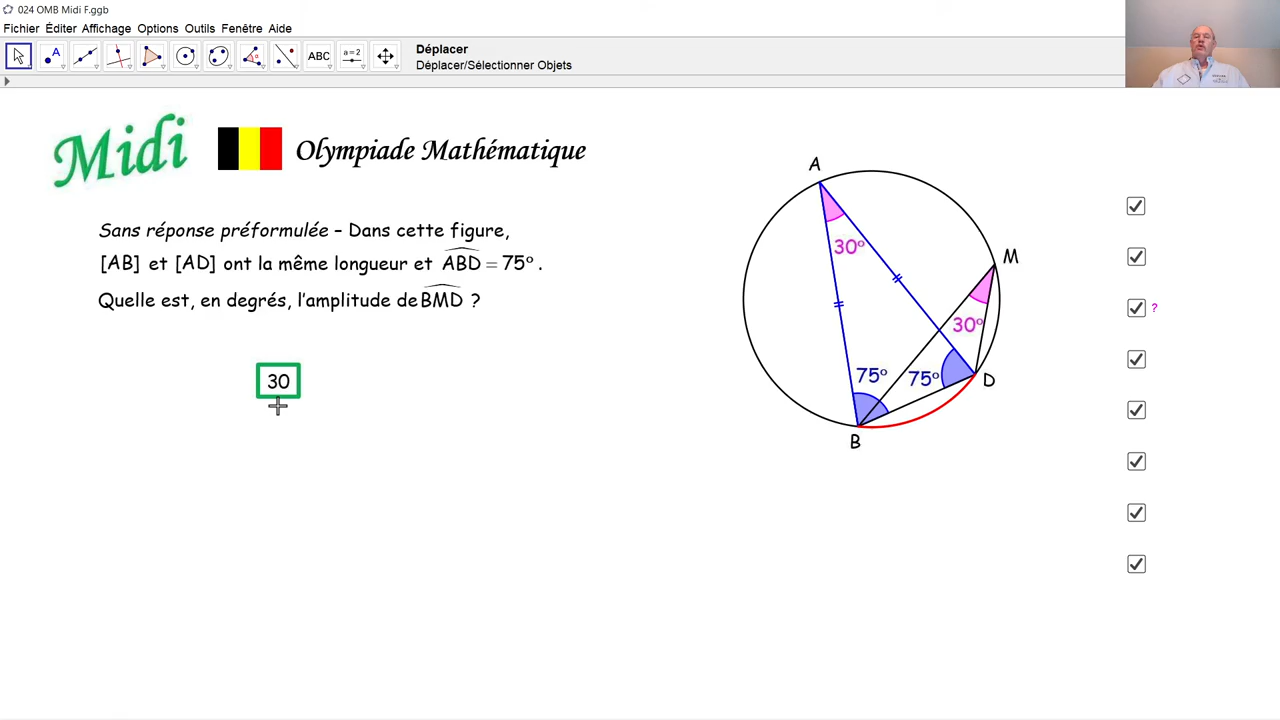 024 OMB Midi F.ggb
Fichier Éditer Affichage Options Outils Fenêtre Aide
A
ABC
a=2
Déplacer
Déplacer/Sélectionner Objets
Midi
Olympiade Mathématique
Sans réponse préformulée – Dans cette figure,
[AB] et [AD] ont la même longueur et ABD = 75° .
Quelle est, en degrés, l'amplitude de BMD ?
30
A
M
30°
30°
75°
75°
D
B
?